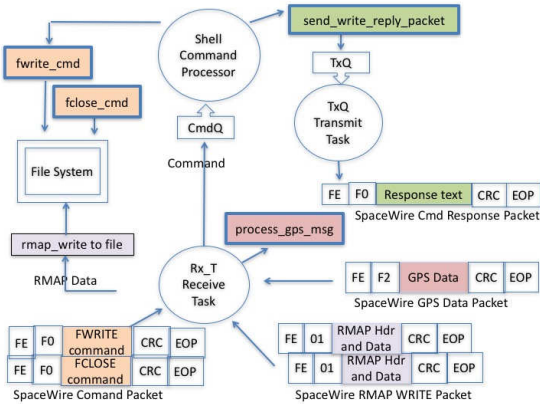 send_write_reply_packet
Shell
Command
Processor
fwrite_cmd
TxQ
fclose_cmd
TxQ
Transmit
Task
CmdQ
File System
Command
FE F0 Response text CRC EOP
SpaceWire Cmd Response Packet
process_gps_msg
rmap_write to file
RMAP Data
Rx_T
Receive
Task
FE F2 GPS Data CRC EOP
SpaceWire GPS Data Packet
FE F0 FWRITE command CRC EOP
FE F0 FCLOSE command CRC EOP
SpaceWire Comand Packet
FE 01 RMAP Hdr and Data CRC EOP
FE 01 RMAP Hdr and Data CRC EOP
SpaceWire RMAP WRITE Packet